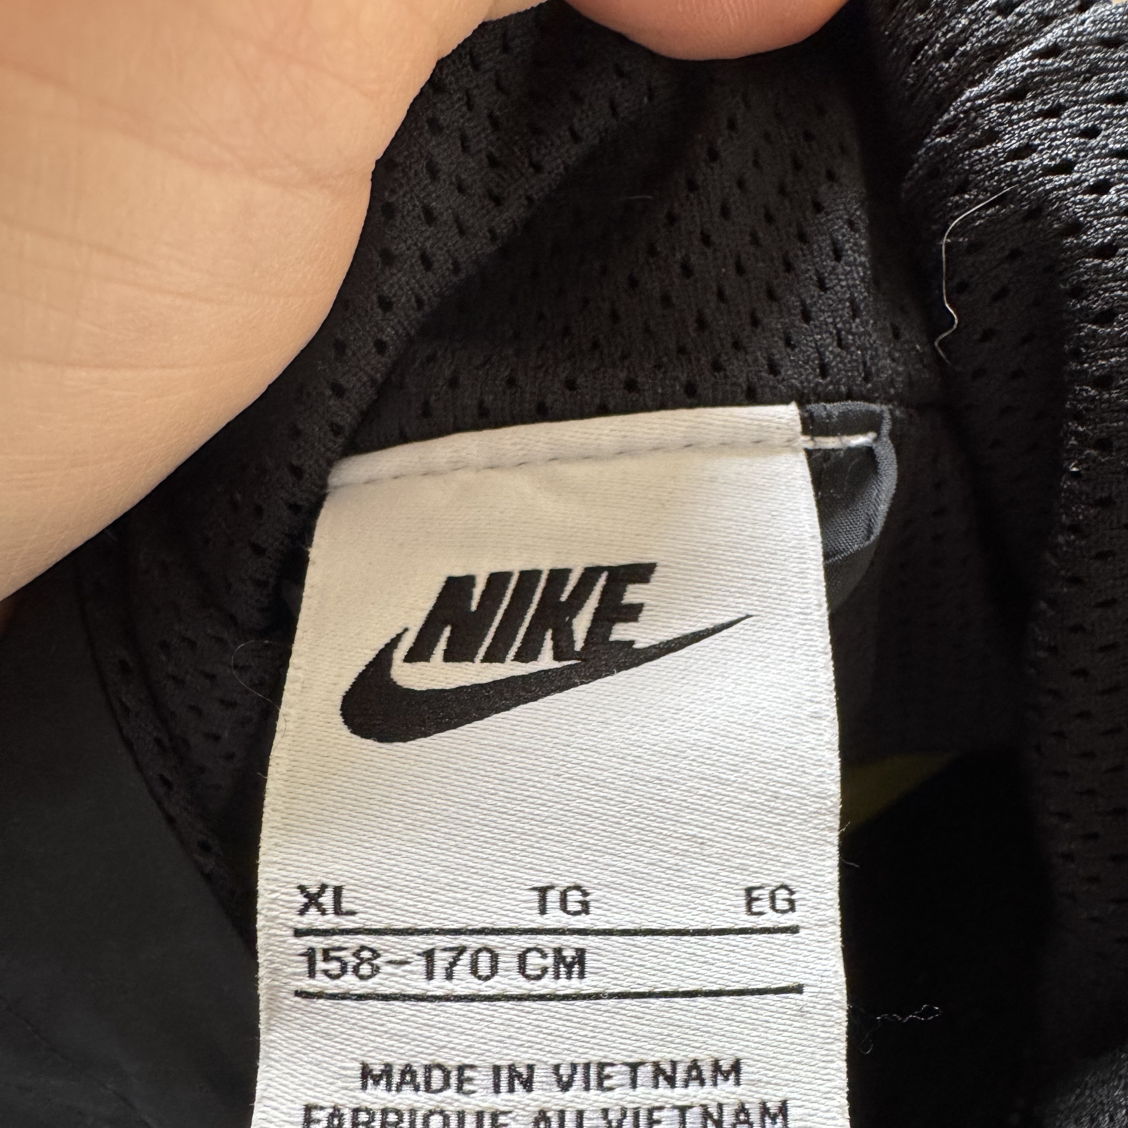 NIKE
XL TG EG
158-170 CM
MADE IN VIETNAM
FABRIQUE AU VIETNAM